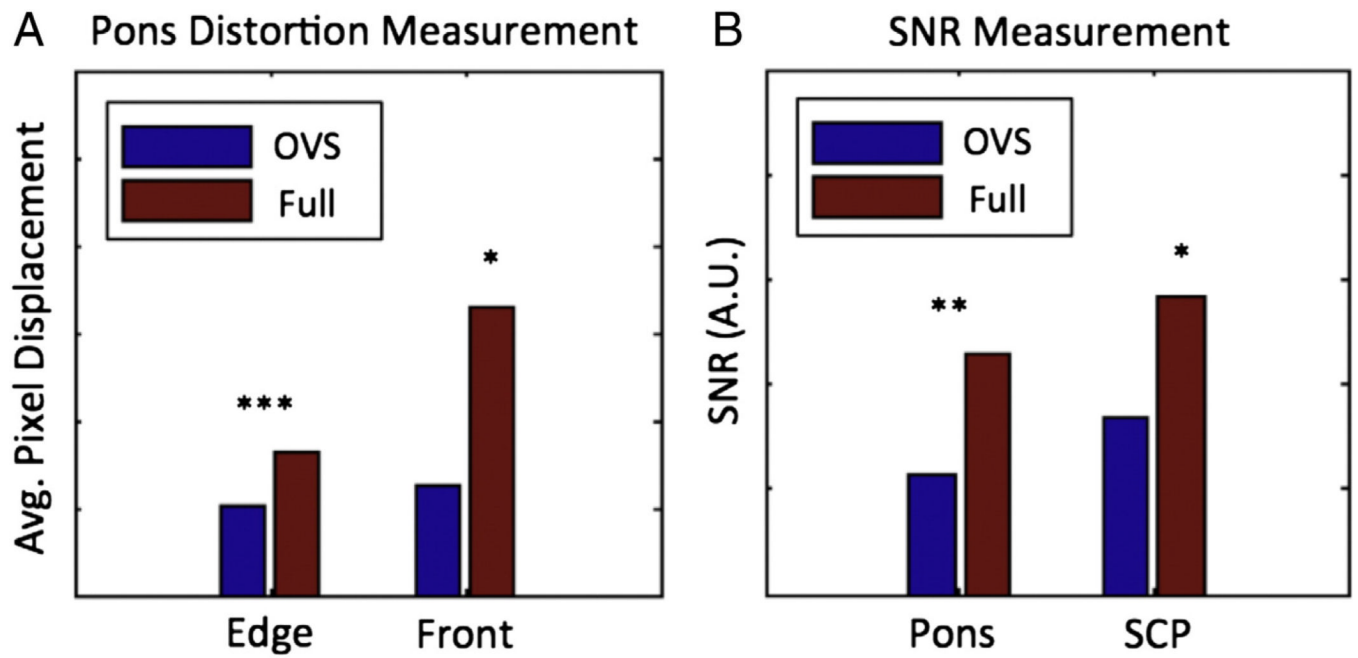 A Pons Distortion Measurement
Avg. Pixel Displacement
OVS
Full
***
*
Edge Front
B SNR Measurement
SNR (A.U.)
OVS
Full
**
*
Pons SCP